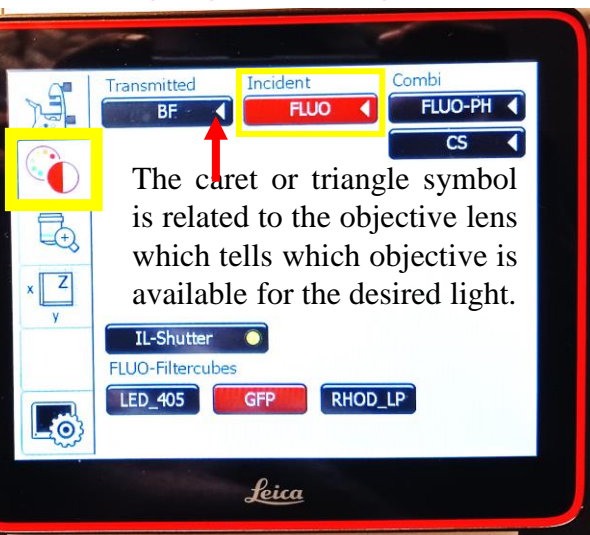 Transmitted Incident Combi
BF FLUO FLUO-PH
CS
The caret or triangle symbol
is related to the objective lens
which tells which objective is
available for the desired light.
x Z
y
IL-Shutter
FLUO-Filtercubes
LED_405 GFP RHOD_LP
Leica